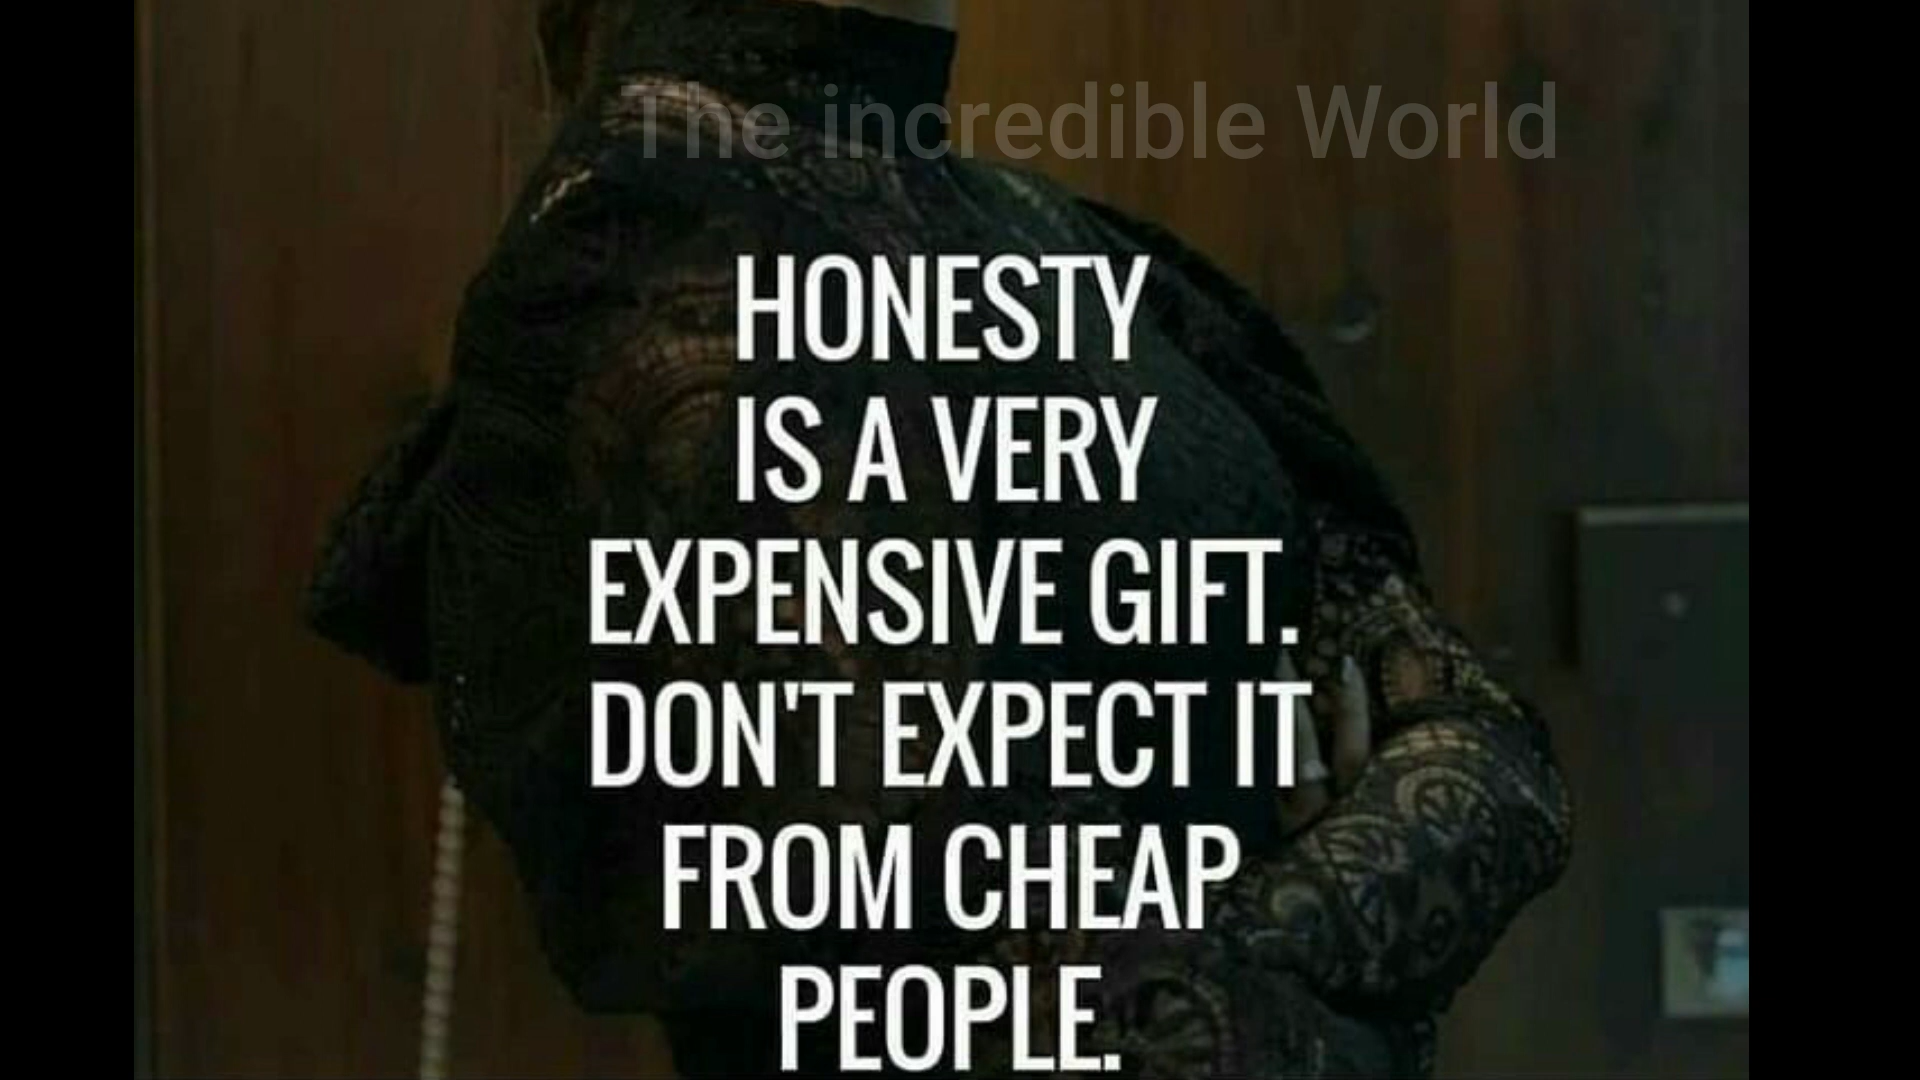 The incredible World
HONESTY
IS A VERY
EXPENSIVE GIFT.
DON'T EXPECT IT
FROM CHEAP
PEOPLE.